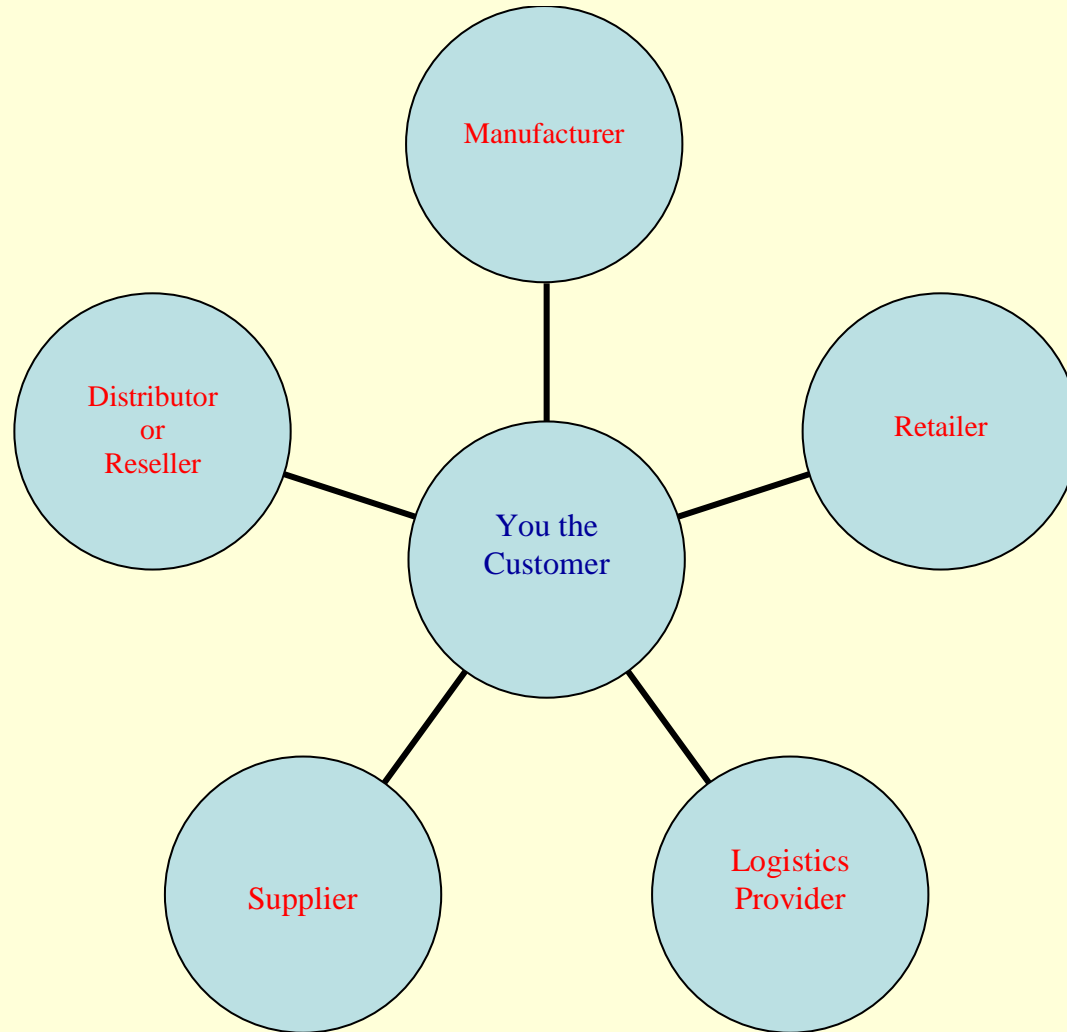 Manufacturer
Distributor
or
Reseller
Retailer
You the
Customer
Supplier
Logistics
Provider